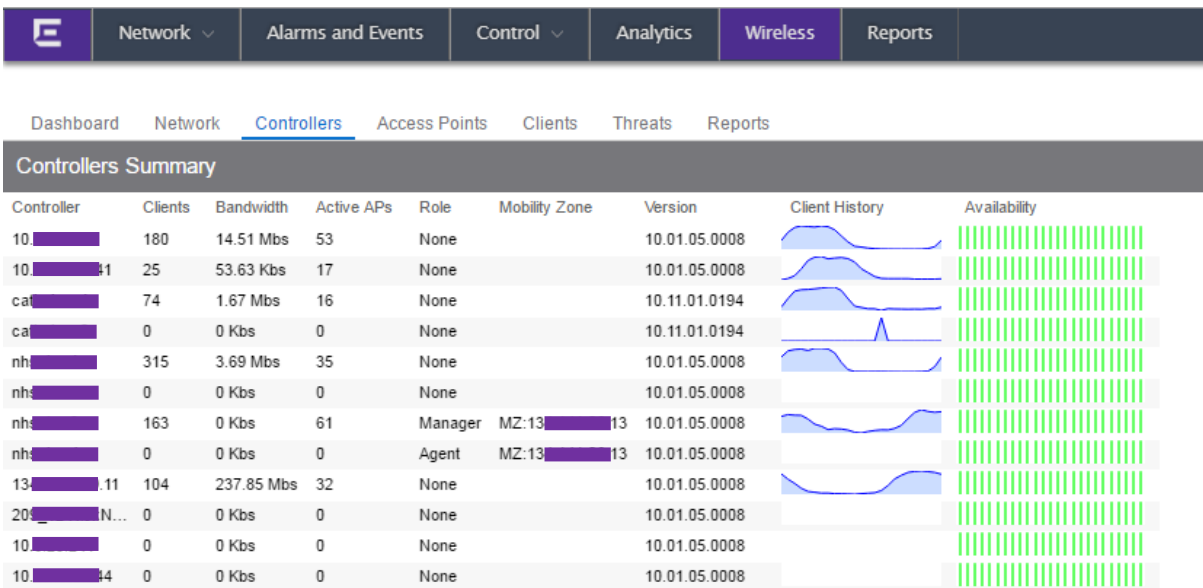 Network Alarms and Events Control Analytics Wireless Reports
Dashboard Network Controllers Access Points Clients Threats Reports
Controllers Summary
Controller Clients Bandwidth Active APs Role Mobility Zone Version Client History Availability
10. 180 14.51 Mbs 53 None 10.01.05.0008
10. 41 25 53.63 Kbs 17 None 10.01.05.0008
cat 74 1.67 Mbs 16 None 10.11.01.0194
cat 0 0 Kbs 0 None 10.11.01.0194
nhs 315 3.69 Mbs 35 None 10.01.05.0008
nhs 0 0 Kbs 0 None 10.01.05.0008
nhs 163 0 Kbs 61 Manager MZ:13 13 10.01.05.0008
nhs 0 0 Kbs 0 Agent MZ:13 13 10.01.05.0008
134 .11 104 237.85 Mbs 32 None 10.01.05.0008
209_ N... 0 0 Kbs 0 None 10.01.05.0008
10. 0 0 Kbs 0 None 10.01.05.0008
10. 44 0 0 Kbs 0 None 10.01.05.0008